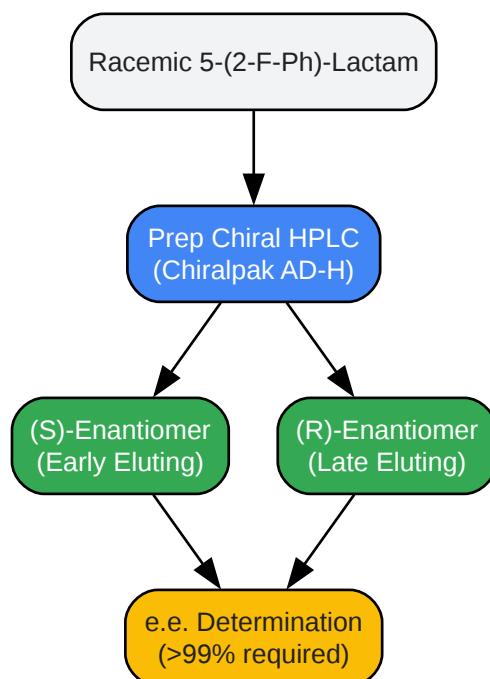 Racemic 5-(2-F-Ph)-Lactam
Prep Chiral HPLC
(Chiralpak AD-H)
(S)-Enantiomer
(Early Eluting)
(R)-Enantiomer
(Late Eluting)
e.e. Determination
(>99% required)